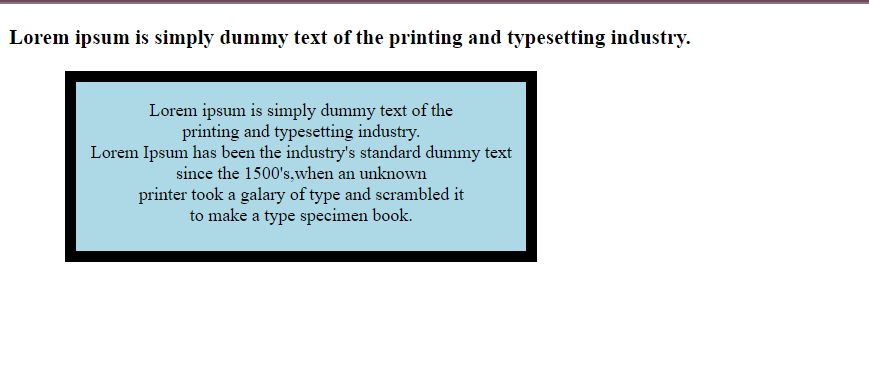 Lorem ipsum is simply dummy text of the printing and typesetting industry.
Lorem ipsum is simply dummy text of the
printing and typesetting industry.
Lorem Ipsum has been the industry's standard dummy text
since the 1500's,when an unknown
printer took a galary of type and scrambled it
to make a type specimen book.